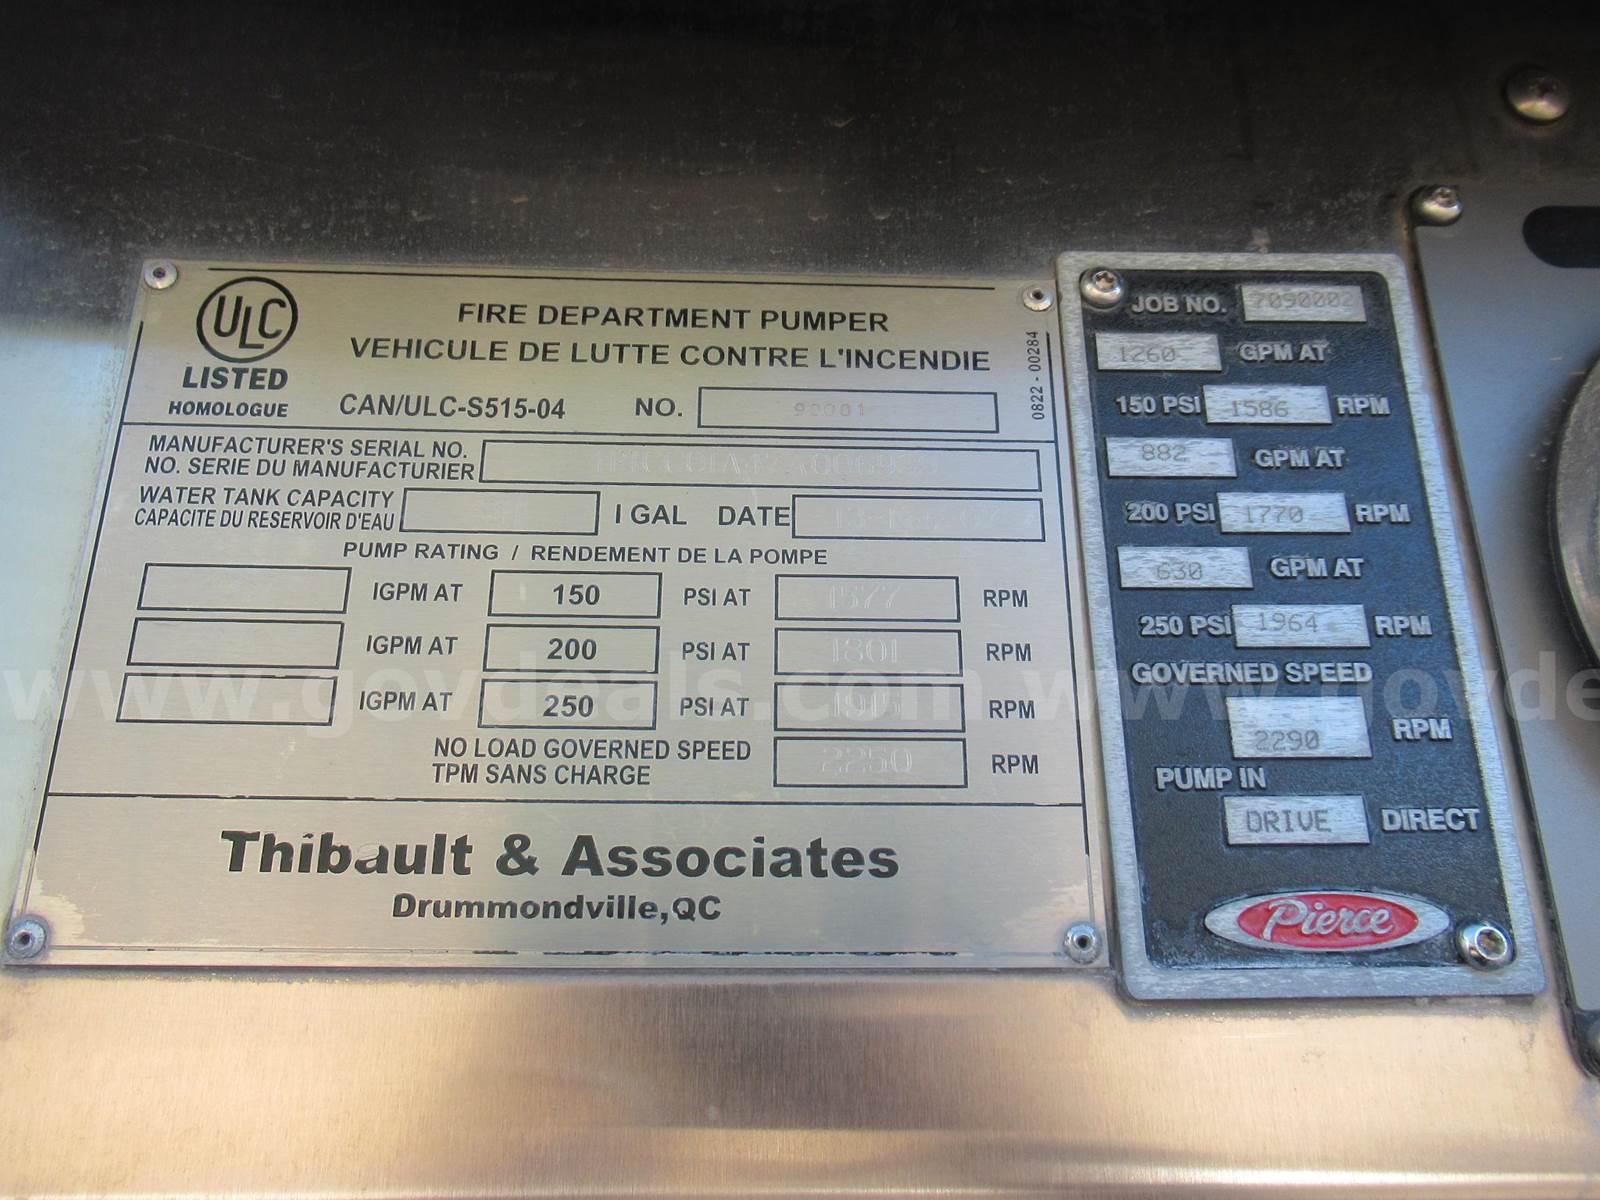 ULC
LISTED
HOMOLOGUE
FIRE DEPARTMENT PUMPER
VEHICULE DE LUTTE CONTRE L'INCENDIE
CAN/ULC-S515-04 NO.
0822 - 00284
MANUFACTURER'S SERIAL NO.
NO. SERIE DU MANUFACTURIER
WATER TANK CAPACITY
CAPACITE DU RESERVOIR D'EAU
I GAL DATE
PUMP RATING / RENDEMENT DE LA POMPE
IGPM AT 150 PSI AT 1577 RPM
IGPM AT 200 PSI AT 1801 RPM
IGPM AT 250 PSI AT RPM
NO LOAD GOVERNED SPEED
TPM SANS CHARGE
2250 RPM
Thibault & Associates
Drummondville,QC
JOB NO. 7090002
1260 GPM AT
150 PSI 1586 RPM
882 GPM AT
200 PSI 1770 RPM
630 GPM AT
250 PSI 1964 RPM
GOVERNED SPEED
2290 RPM
PUMP IN
DRIVE DIRECT
Pierce
www.govdeals.com www.govde